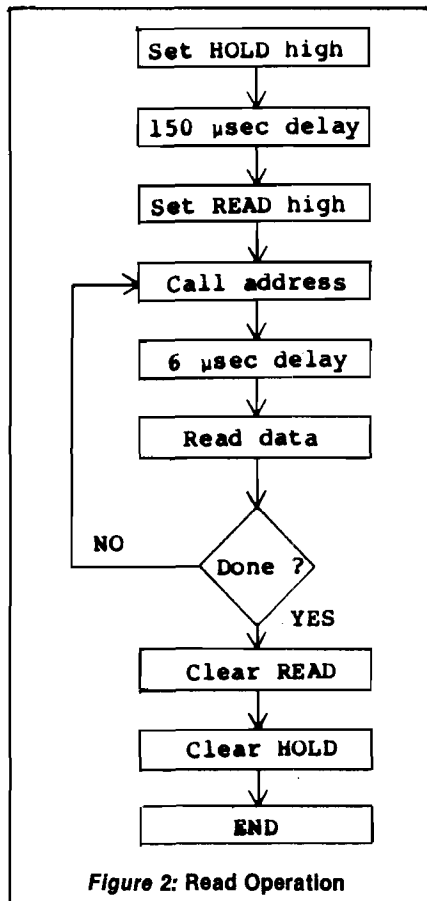 Set HOLD high
150 µsec delay
Set READ high
Call address
6 µsec delay
Read data
NO
Done ?
YES
Clear READ
Clear HOLD
END
Figure 2: Read Operation